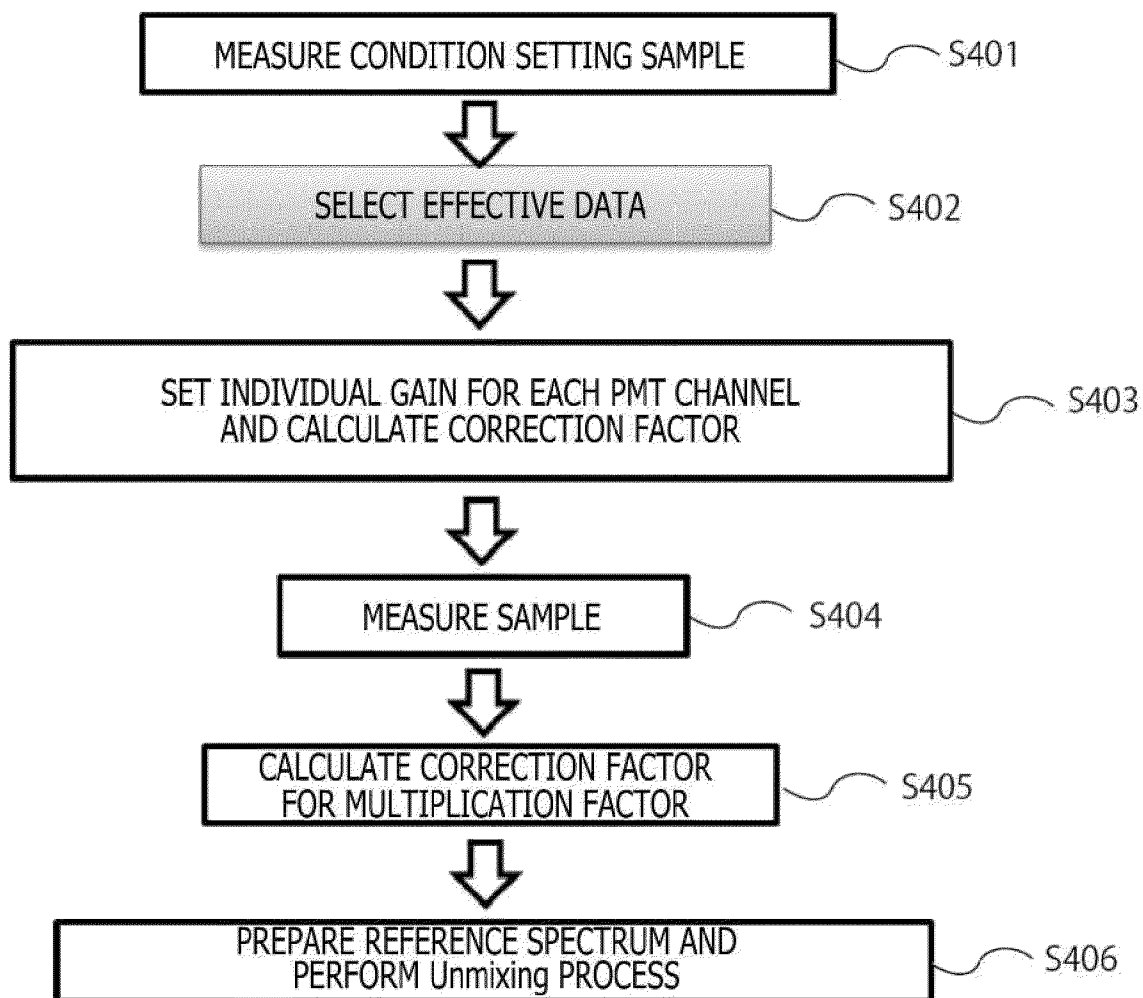 MEASURE CONDITION SETTING SAMPLE
S401
SELECT EFFECTIVE DATA
S402
SET INDIVIDUAL GAIN FOR EACH PMT CHANNEL
AND CALCULATE CORRECTION FACTOR
S403
MEASURE SAMPLE
S404
CALCULATE CORRECTION FACTOR
FOR MULTIPLICATION FACTOR
S405
PREPARE REFERENCE SPECTRUM AND
PERFORM Unmixing PROCESS
S406